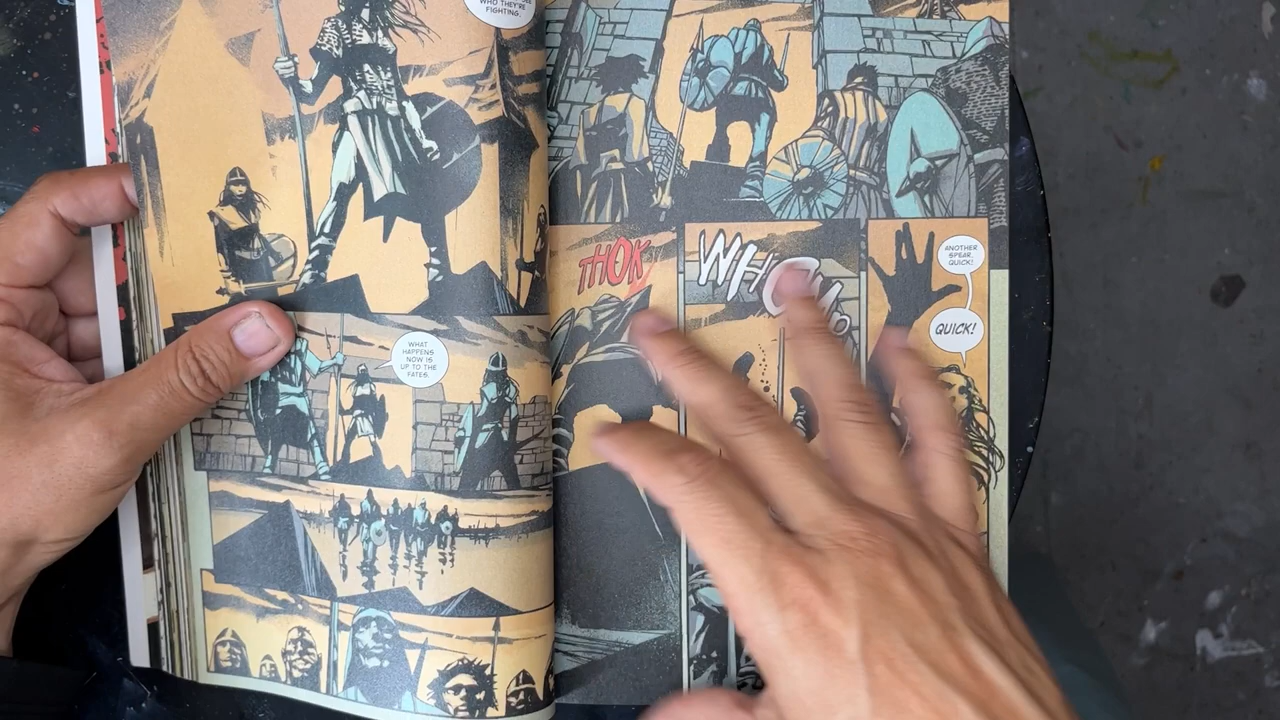 WHO THEY'RE
FIGHTING.
WHAT
HAPPENS
NOW IS
UP TO THE
FATES.
THOK
ANOTHER
SPEAR,
QUICK!
QUICK!